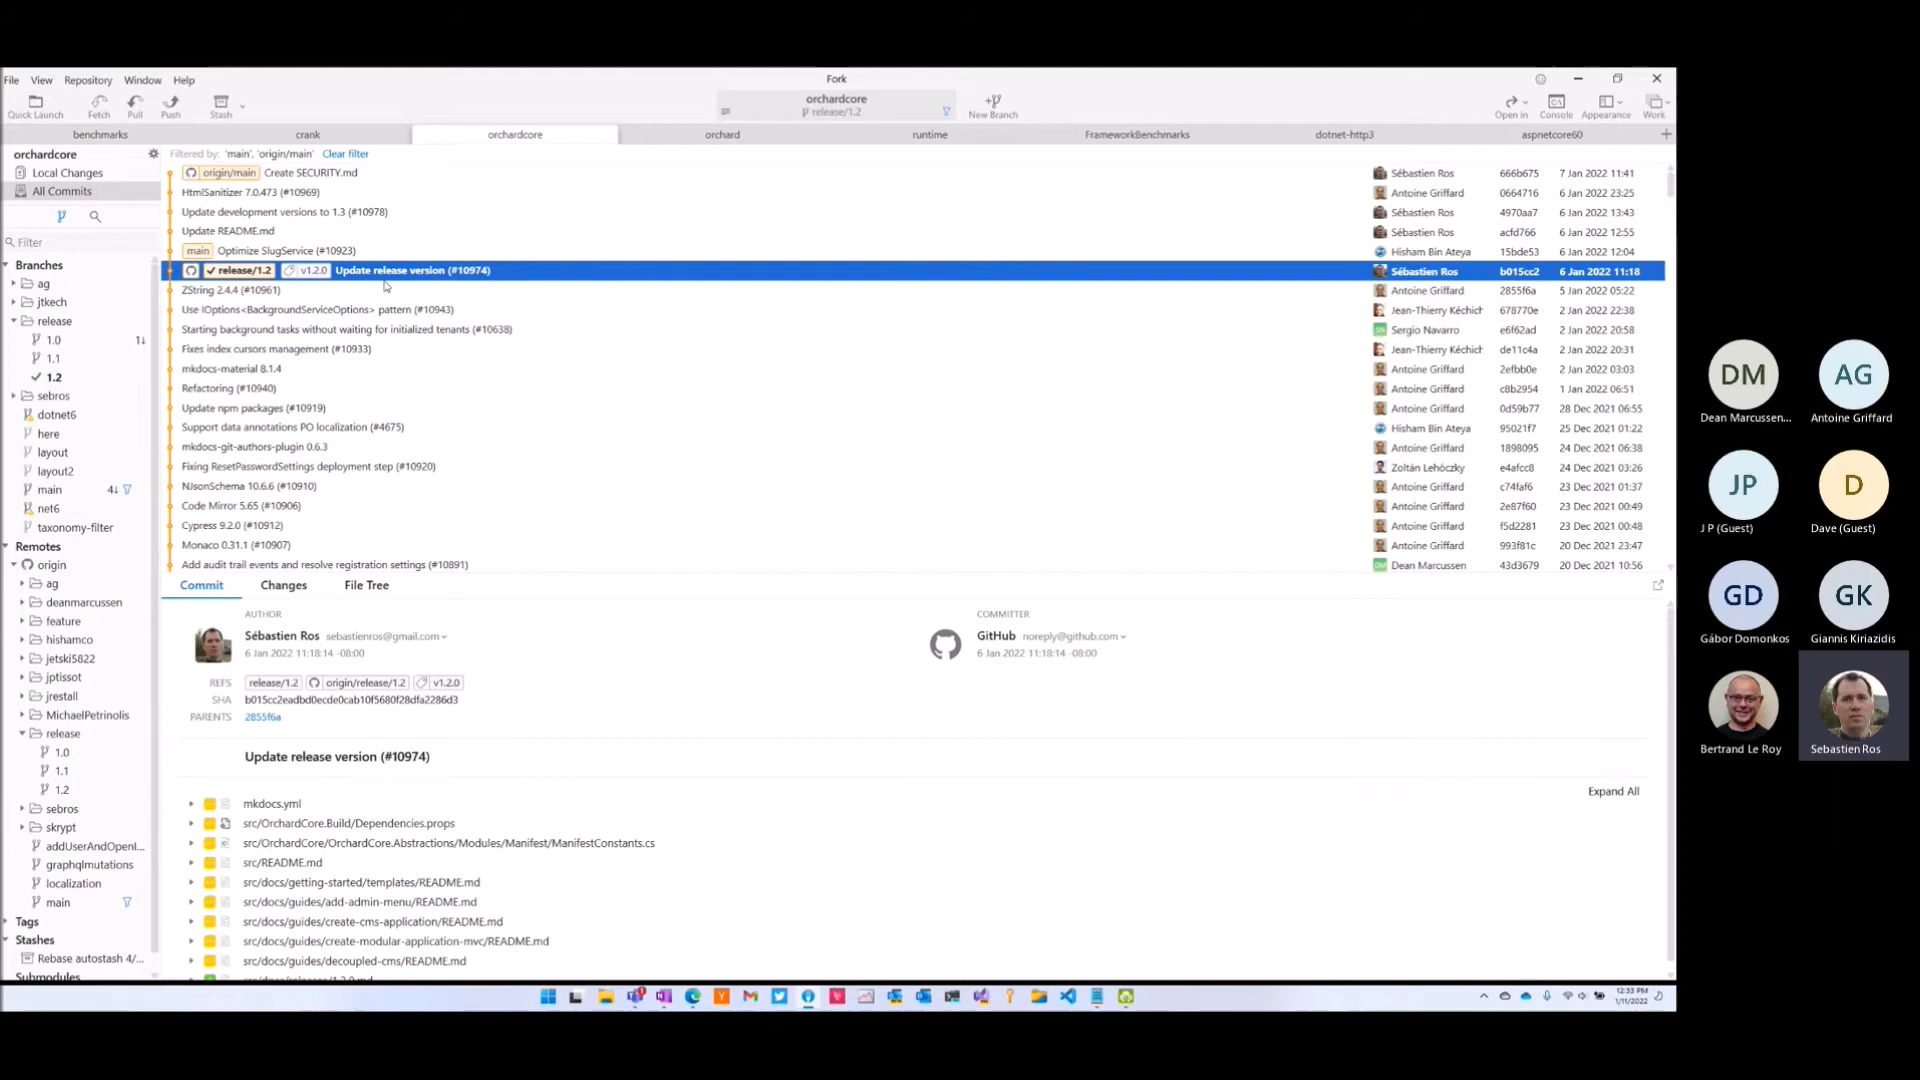 File View Repository Window Help
Fork
Quick Launch Fetch Pull Push Stash
orchardcore
release/1.2
New Branch
Open in Console Appearance Work
benchmarks crank orchardcore orchard runtime FrameworkBenchmarks dotnet-http3 aspnetcore60
orchardcore
Local Changes
All Commits
Filter
Branches
ag
jtkech
release
1.0 1↓
1.1
1.2
sebros
dotnet6
here
layout
layout2
main 4↓
net6
taxonomy-filter
Remotes
origin
ag
deanmarcussen
feature
hishamco
jetski5822
jptissot
jrestall
MichaelPetrinolis
release
1.0
1.1
1.2
sebros
skrypt
addUserAndOpenI...
graphqlmutations
localization
main
Tags
Stashes
Rebase autostash 4/...
Submodules
Filtered by: 'main', 'origin/main' Clear filter
origin/main Create SECURITY.md Sébastien Ros 666b675 7 Jan 2022 11:41
HtmlSanitizer 7.0.473 (#10969) Antoine Griffard 0664716 6 Jan 2022 23:25
Update development versions to 1.3 (#10978) Sébastien Ros 4970aa7 6 Jan 2022 13:43
Update README.md Sébastien Ros acfd766 6 Jan 2022 12:55
main Optimize SlugService (#10923) Hisham Bin Ateya 15bde53 6 Jan 2022 12:04
release/1.2 v1.2.0 Update release version (#10974) Sébastien Ros b015cc2 6 Jan 2022 11:18
ZString 2.4.4 (#10961) Antoine Griffard 2855f6a 5 Jan 2022 05:22
Use IOptions<BackgroundServiceOptions> pattern (#10943) Jean-Thierry Kéchich 678770e 2 Jan 2022 22:38
Starting background tasks without waiting for initialized tenants (#10638) Sergio Navarro e6f62ad 2 Jan 2022 20:58
Fixes index cursors management (#10933) Jean-Thierry Kéchich de11c4a 2 Jan 2022 20:31
mkdocs-material 8.1.4 Antoine Griffard 2efbb0e 2 Jan 2022 03:03
Refactoring (#10940) Antoine Griffard c8b2954 1 Jan 2022 06:51
Update npm packages (#10919) Antoine Griffard 0d59b77 28 Dec 2021 06:55
Support data annotations PO localization (#4675) Hisham Bin Ateya 95021f7 25 Dec 2021 01:22
mkdocs-git-authors-plugin 0.6.3 Antoine Griffard 1898095 24 Dec 2021 06:38
Fixing ResetPasswordSettings deployment step (#10920) Zoltán Lehóczky e4afcc8 24 Dec 2021 03:26
NJsonSchema 10.6.6 (#10910) Antoine Griffard c74faf6 23 Dec 2021 01:37
Code Mirror 5.65 (#10906) Antoine Griffard 2e87f60 23 Dec 2021 00:49
Cypress 9.2.0 (#10912) Antoine Griffard f5d2281 23 Dec 2021 00:48
Monaco 0.31.1 (#10907) Antoine Griffard 993f81c 20 Dec 2021 23:47
Add audit trail events and resolve registration settings (#10891) DM Dean Marcussen 43d3679 20 Dec 2021 10:56
Commit Changes File Tree
AUTHOR
Sébastien Ros sebastienros@gmail.com
6 Jan 2022 11:18:14 -08:00
COMMITTER
GitHub noreply@github.com
6 Jan 2022 11:18:14 -08:00
REFS release/1.2 origin/release/1.2 v1.2.0
SHA b015cc2eadbd0ecde0cab10f5680f28dfa2286d3
PARENTS 2855f6a
Update release version (#10974)
Expand All
mkdocs.yml
src/OrchardCore.Build/Dependencies.props
src/OrchardCore/OrchardCore.Abstractions/Modules/Manifest/ManifestConstants.cs
src/README.md
src/docs/getting-started/templates/README.md
src/docs/guides/add-admin-menu/README.md
src/docs/guides/create-cms-application/README.md
src/docs/guides/create-modular-application-mvc/README.md
src/docs/guides/decoupled-cms/README.md
12:33 PM
1/11/2022
DM AG
Dean Marcussen... Antoine Griffard
JP D
J P (Guest) Dave (Guest)
GD GK
Gábor Domonkos Giannis Kiriazidis
Bertrand Le Roy Sebastien Ros